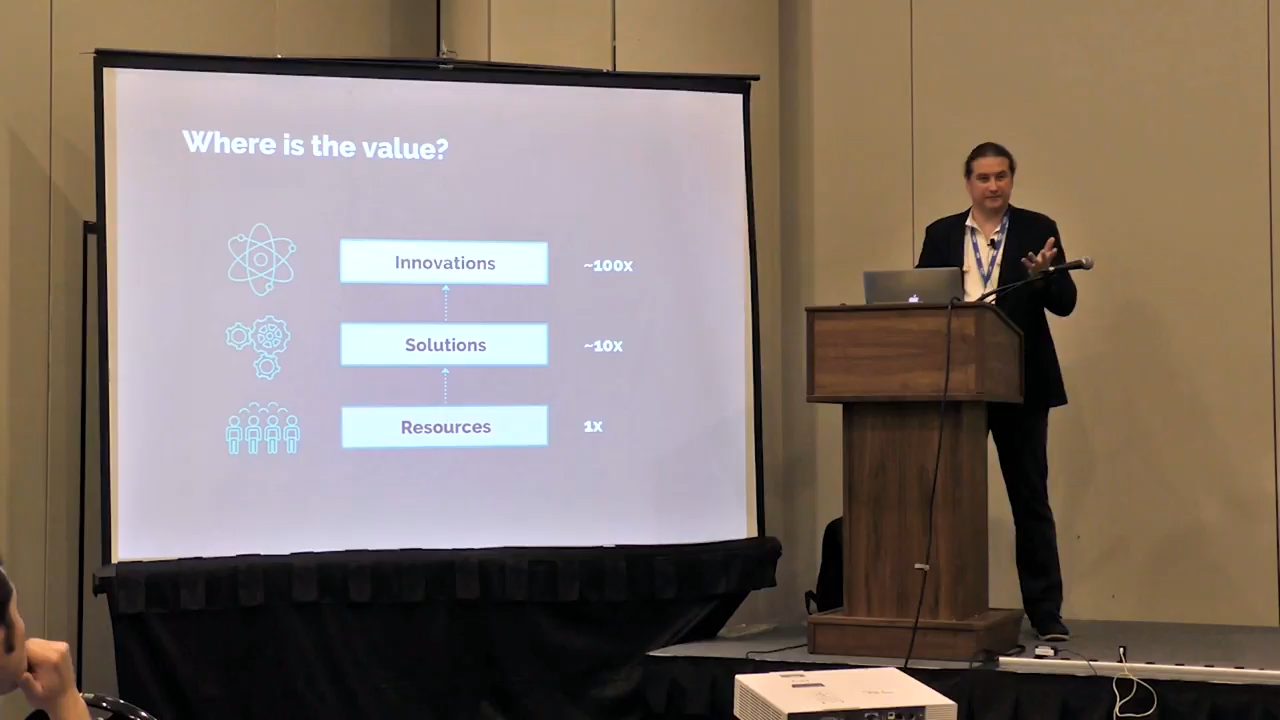 Where is the value?
Innovations
~100x
Solutions
~10x
Resources
1x